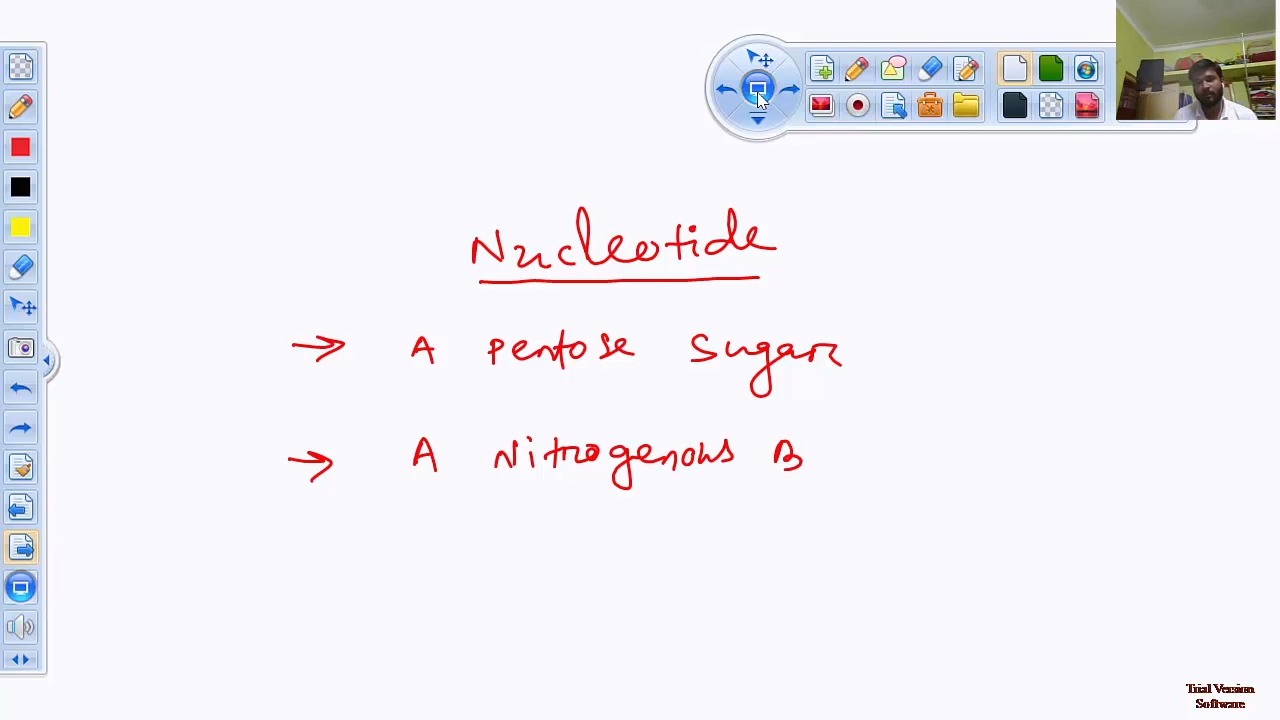 Nucleotide
→ A Pentose Sugar
→ A Nitrogenous B
Trial Version
Software